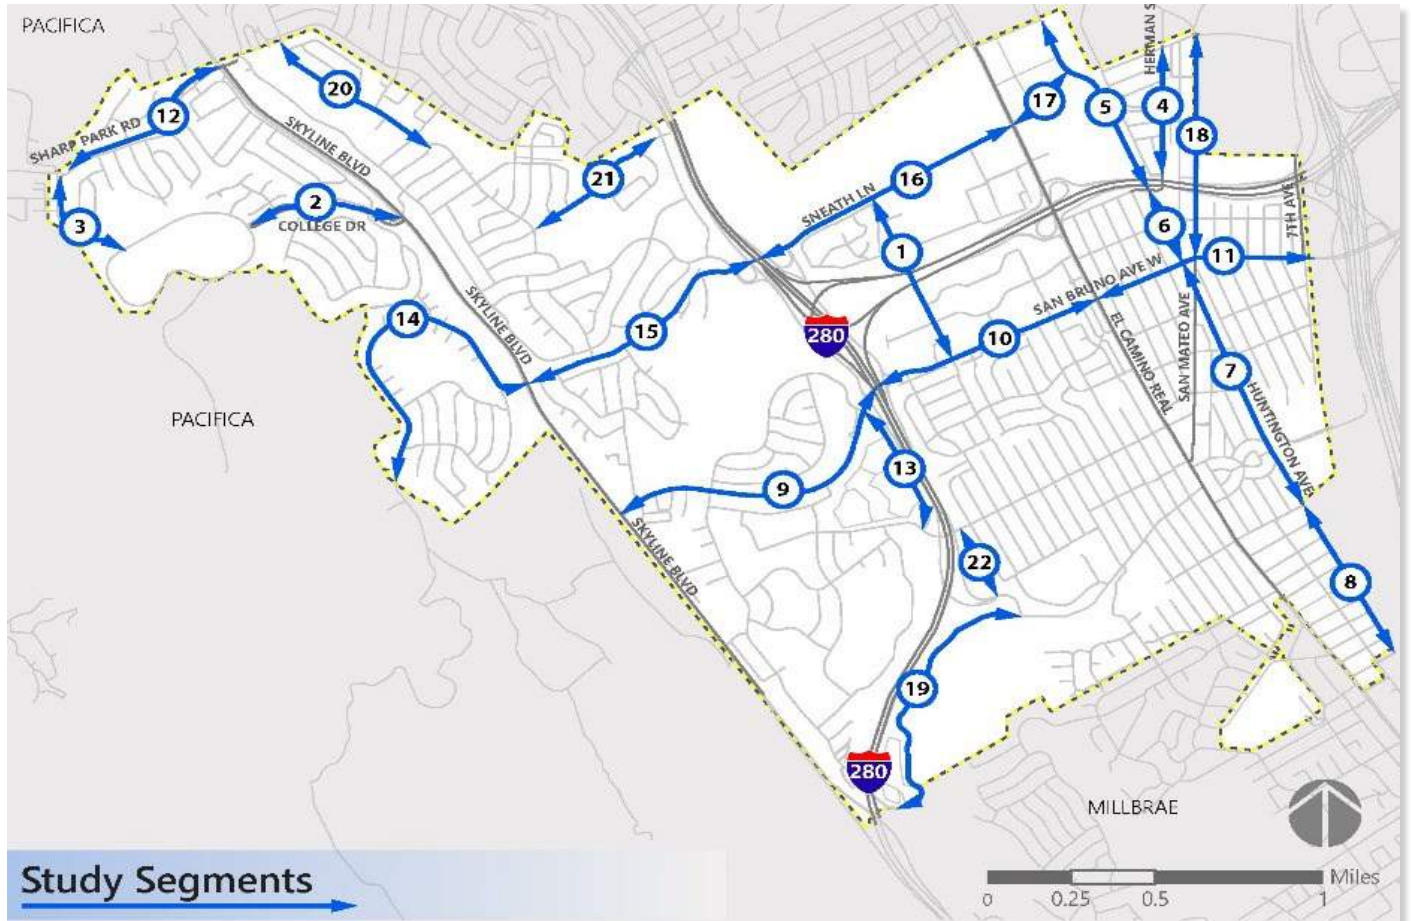 PACIFICA
HERMAN S
20
17
5
4
12
18
SHARP PARK RD
SKYLINE BLVD
21
16
SNEATH LN
2
3
COLLEGE DR
7TH AVE
6
1
11
SAN BRUNO AVE W
14
SKYLINE BLVD
15
280
10
EL CAMINO REAL
SAN MATEO AVE
7
HUNTINGTON AVE
PACIFICA
13
9
SKYLINE BLVD
22
8
19
280
MILLBRAE
Study Segments
Miles
0 0.25 0.5 1